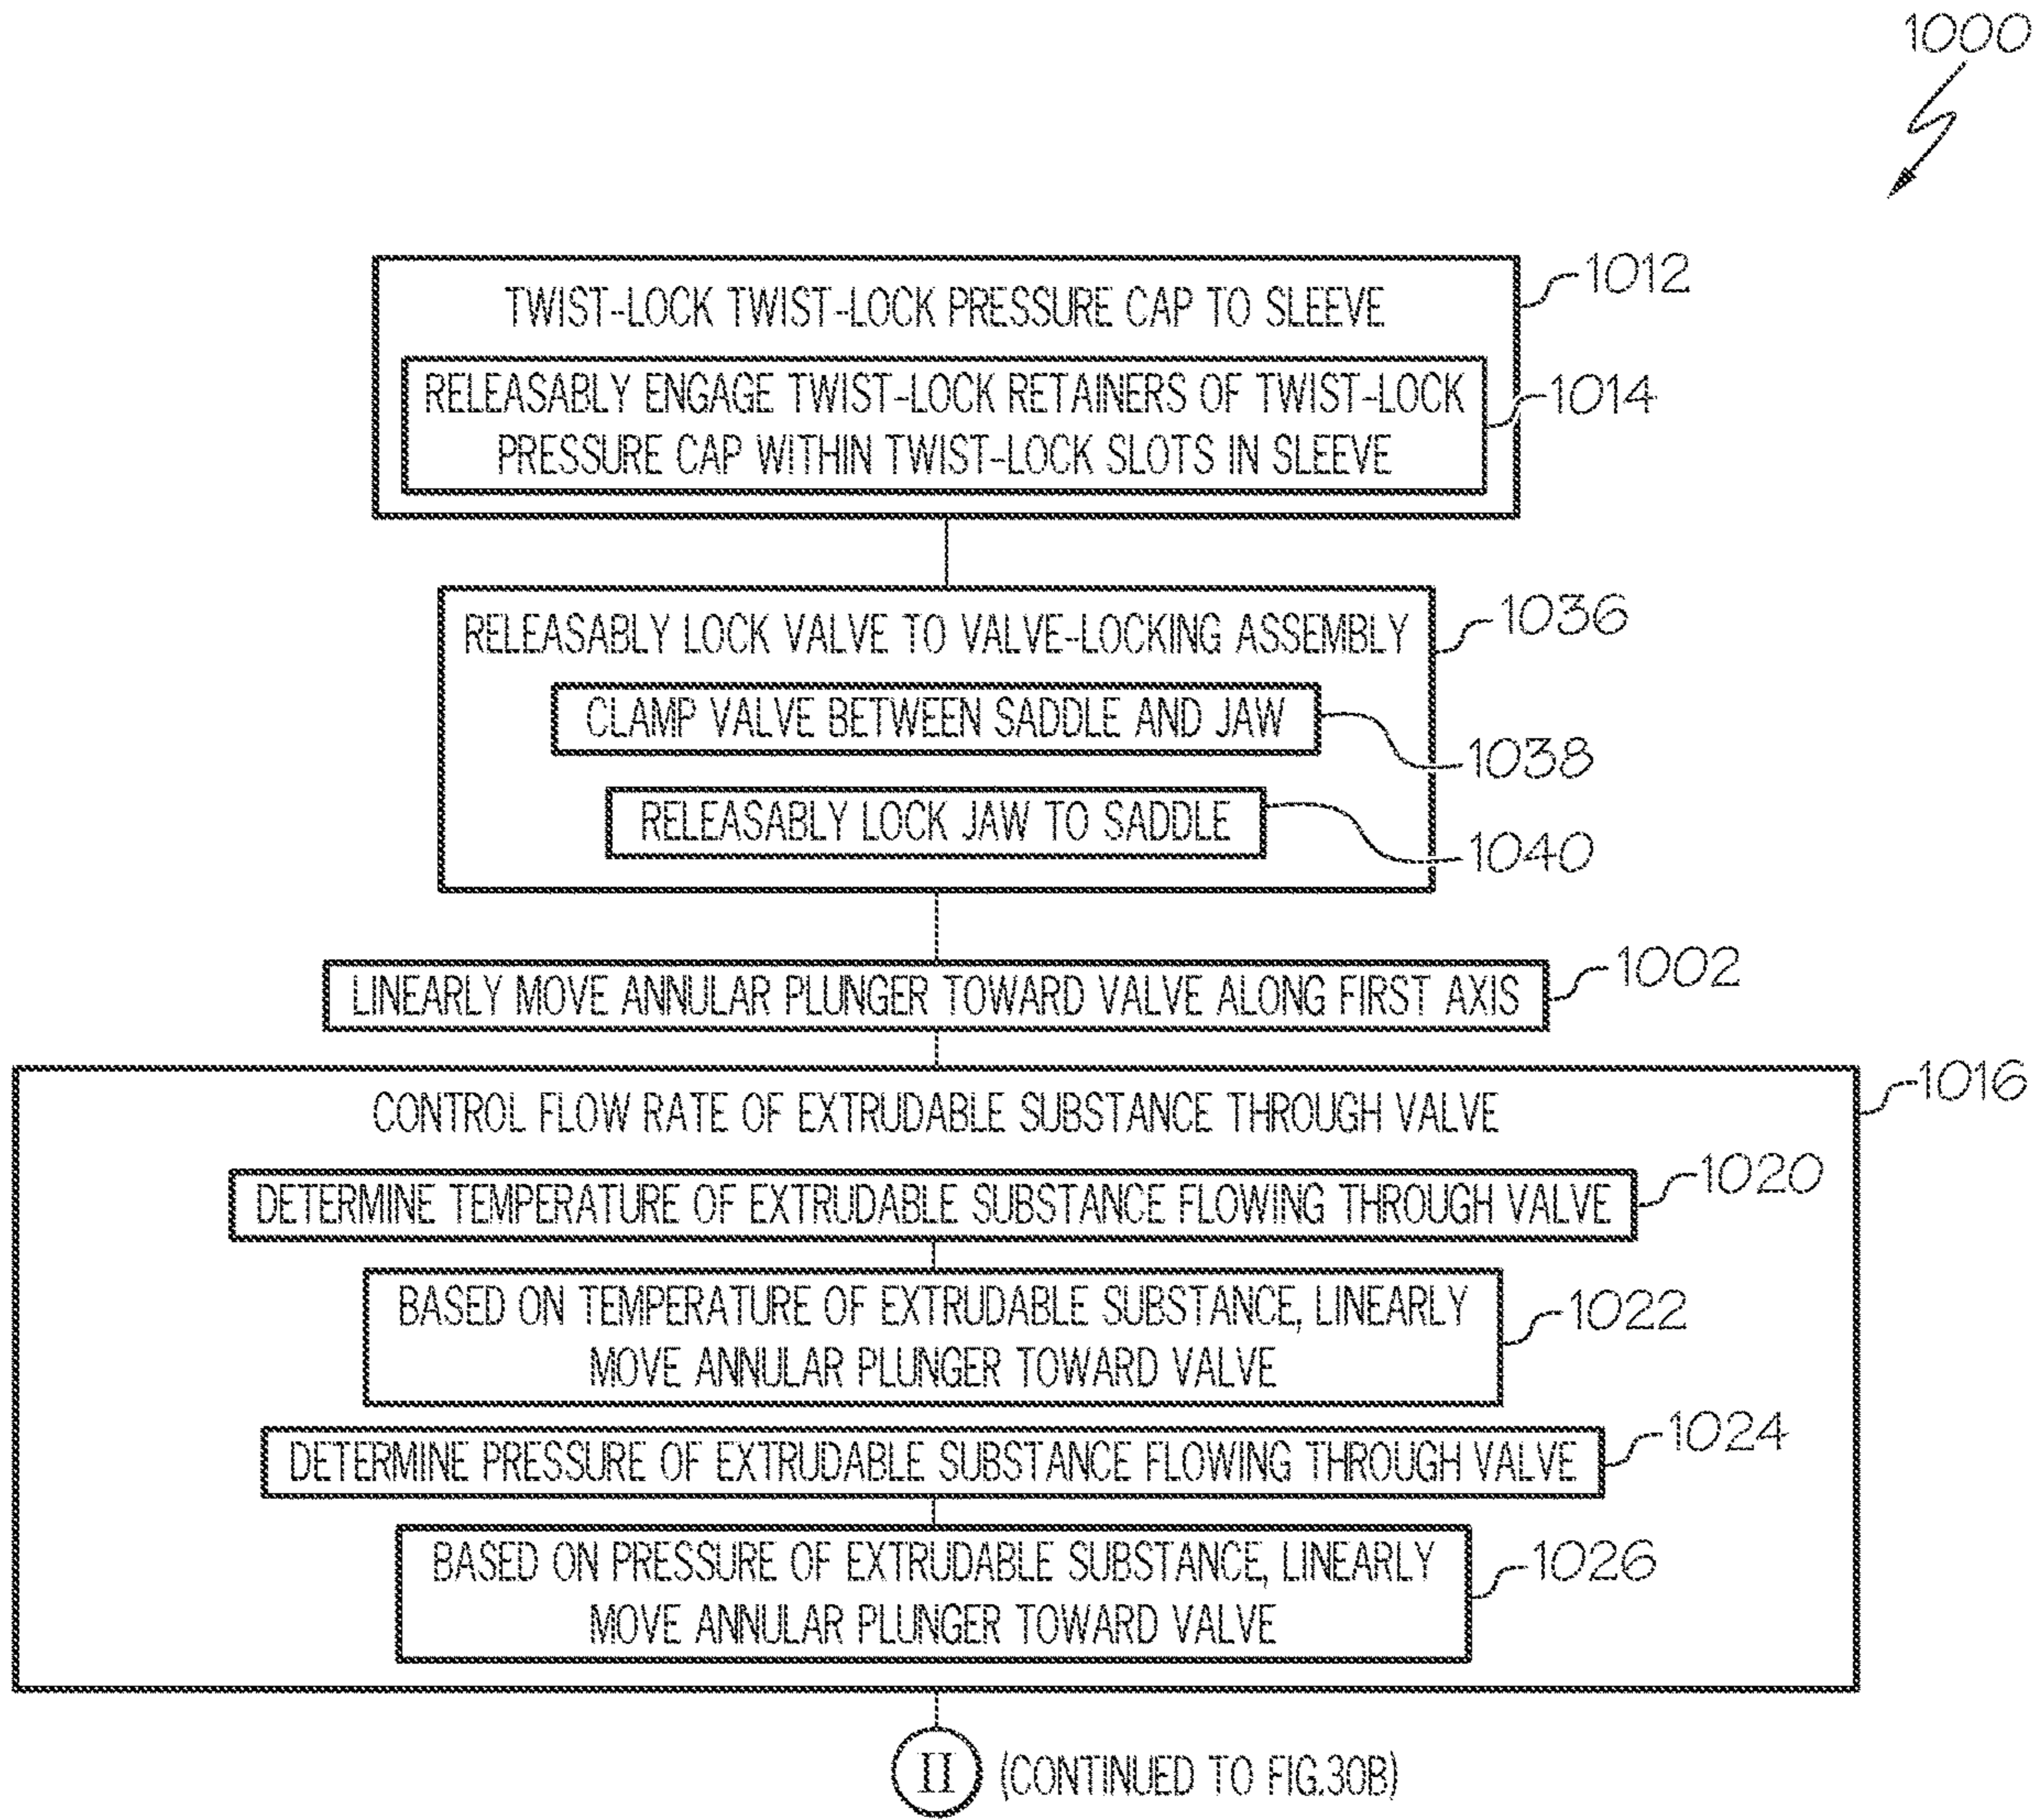 1000
TWIST-LOCK TWIST-LOCK PRESSURE CAP TO SLEEVE
1012
RELEASABLY ENGAGE TWIST-LOCK RETAINERS OF TWIST-LOCK
PRESSURE CAP WITHIN TWIST-LOCK SLOTS IN SLEEVE
1014
RELEASABLY LOCK VALVE TO VALVE-LOCKING ASSEMBLY
1036
CLAMP VALVE BETWEEN SADDLE AND JAW
1038
RELEASABLY LOCK JAW TO SADDLE
1040
LINEARLY MOVE ANNULAR PLUNGER TOWARD VALVE ALONG FIRST AXIS
1002
CONTROL FLOW RATE OF EXTRUDABLE SUBSTANCE THROUGH VALVE
1016
DETERMINE TEMPERATURE OF EXTRUDABLE SUBSTANCE FLOWING THROUGH VALVE
1020
BASED ON TEMPERATURE OF EXTRUDABLE SUBSTANCE, LINEARLY
MOVE ANNULAR PLUNGER TOWARD VALVE
1022
DETERMINE PRESSURE OF EXTRUDABLE SUBSTANCE FLOWING THROUGH VALVE
1024
BASED ON PRESSURE OF EXTRUDABLE SUBSTANCE, LINEARLY
MOVE ANNULAR PLUNGER TOWARD VALVE
1026
II (CONTINUED TO FIG.30B)